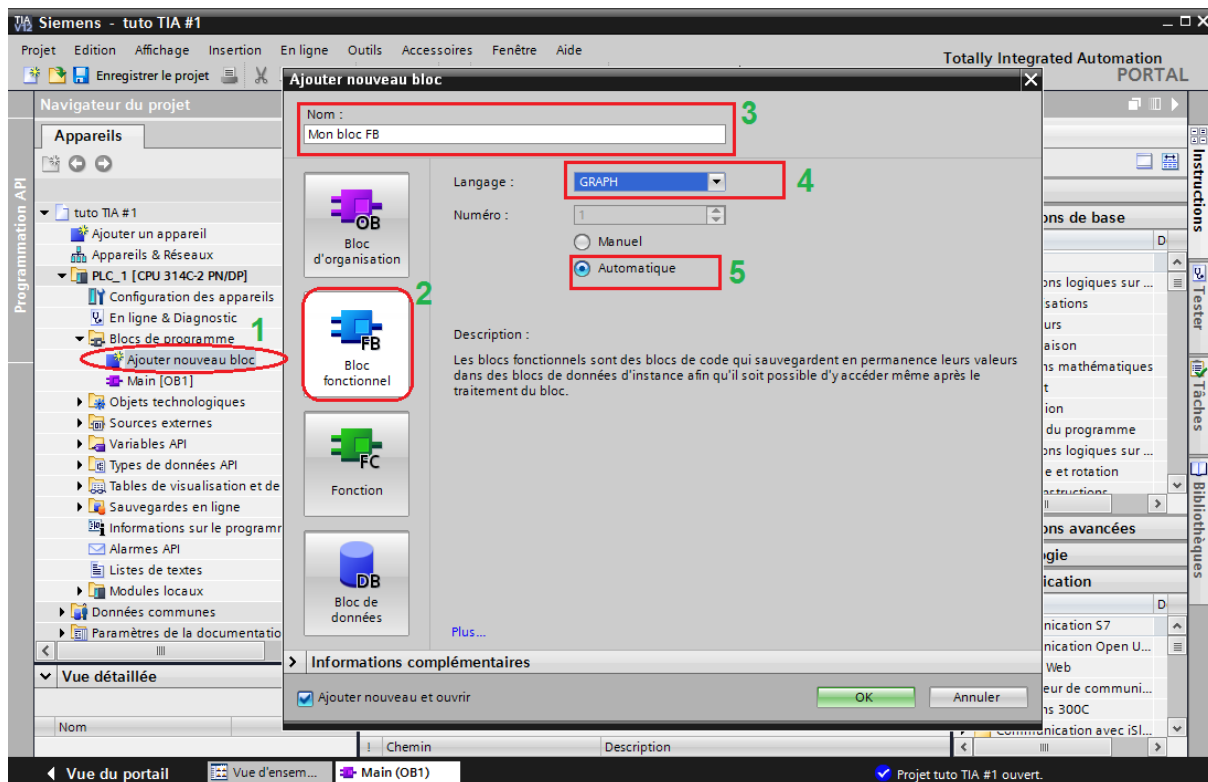 TIA V12 Siemens - tuto TIA #1
Projet Edition Affichage Insertion En ligne Outils Accessoires Fenêtre Aide
Totally Integrated Automation
PORTAL
Enregistrer le projet
Navigateur du projet
Appareils
Programmation API
tuto TIA #1
Ajouter un appareil
Appareils & Réseaux
PLC_1 [CPU 314C-2 PN/DP]
Configuration des appareils
En ligne & Diagnostic
Blocs de programme
1
Ajouter nouveau bloc
Main [OB1]
Objets technologiques
Sources externes
Variables API
Types de données API
Tables de visualisation et de
Sauvegardes en ligne
Informations sur le programm
Alarmes API
Listes de textes
Modules locaux
Données communes
Paramètres de la documentatio
Vue détaillée
Nom
Ajouter nouveau bloc
Nom :
Mon bloc FB
3
OB
Bloc
d'organisation
2
FB
Bloc
fonctionnel
FC
Fonction
DB
Bloc de
données
Langage :
GRAPH
4
Numéro :
1
Manuel
Automatique
5
Description :
Les blocs fonctionnels sont des blocs de code qui sauvegardent en permanence leurs valeurs
dans des blocs de données d'instance afin qu'il soit possible d'y accéder même après le
traitement du bloc.
Plus...
Informations complémentaires
Ajouter nouveau et ouvrir
OK
Annuler
! Chemin Description
ons de base
D
ons logiques sur ...
sations
urs
aison
ns mathématiques
t
ion
du programme
ons logiques sur ...
e et rotation
ons avancées
ogie
ication
D
nication S7
nication Open U...
Web
eur de communi...
ns 300C
Communication avec iSl...
Instructions
Tester
Tâches
Bibliothèques
Vue du portail
Vue d'ensem...
Main (OB1)
Projet tuto TIA #1 ouvert.